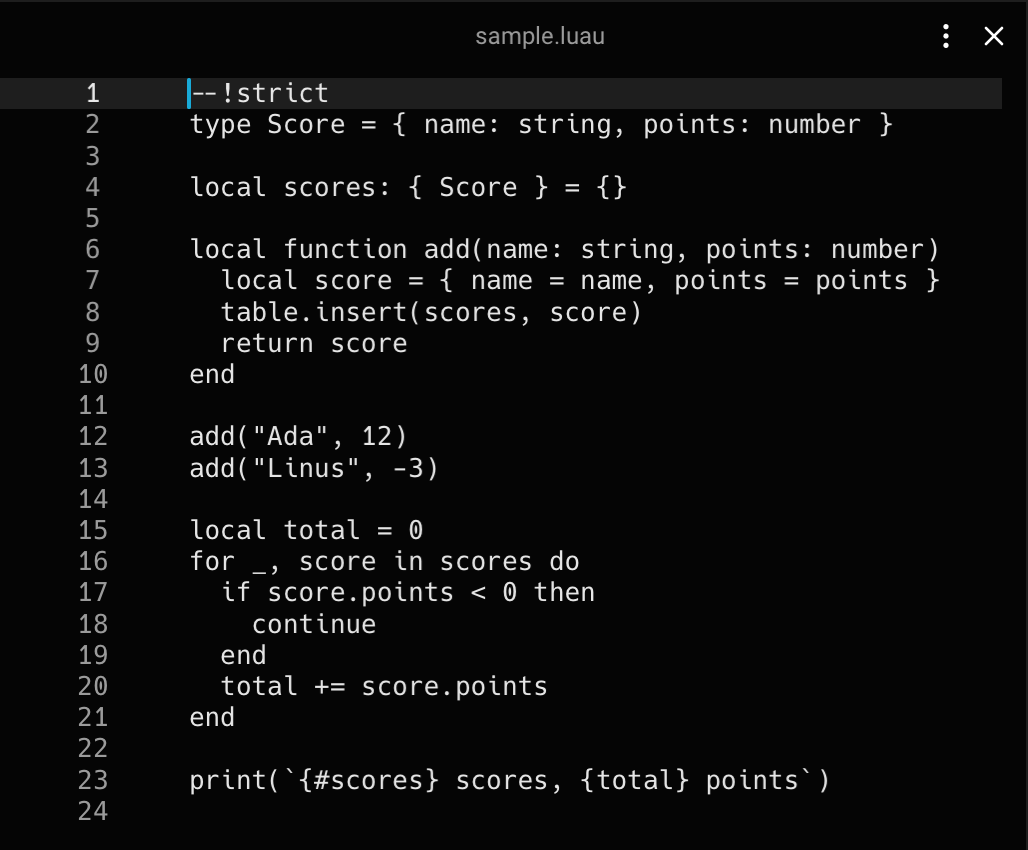 sample.luau
1 --!strict
2 type Score = { name: string, points: number }
3
4 local scores: { Score } = {}
5
6 local function add(name: string, points: number)
7   local score = { name = name, points = points }
8   table.insert(scores, score)
9   return score
10 end
11
12 add("Ada", 12)
13 add("Linus", -3)
14
15 local total = 0
16 for _, score in scores do
17   if score.points < 0 then
18     continue
19   end
20   total += score.points
21 end
22
23 print(`{#scores} scores, {total} points`)
24